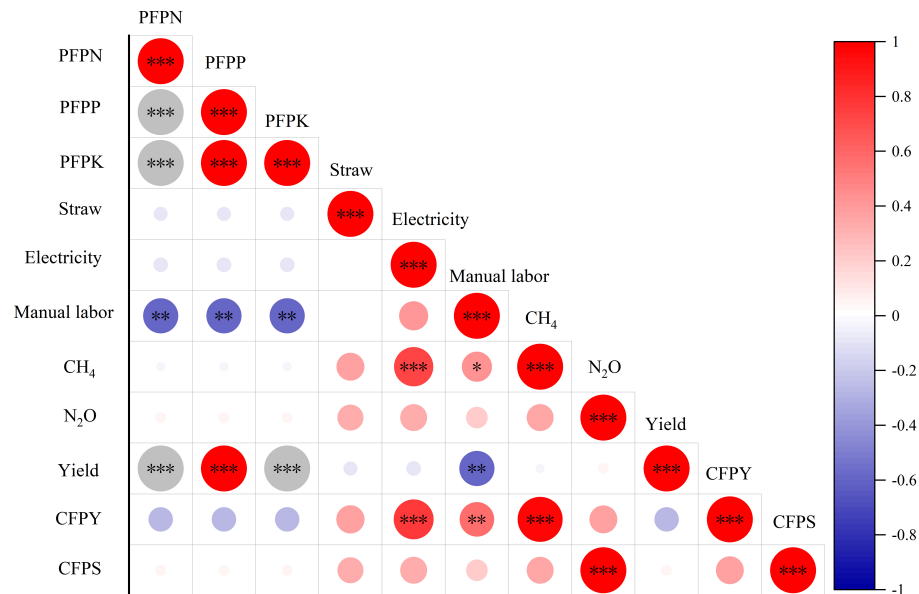 PFPN
PFPN *** PFPP
PFPP *** *** PFPK
PFPK *** *** *** Straw
Straw *** Electricity
Electricity *** Manual labor
Manual labor ** ** ** *** CH₄
CH₄ *** * *** N₂O
N₂O *** Yield
Yield *** *** *** ** *** CFPY
CFPY *** ** *** *** CFPS
CFPS *** ***
1
0.8
0.6
0.4
0.2
0
-0.2
-0.4
-0.6
-0.8
-1